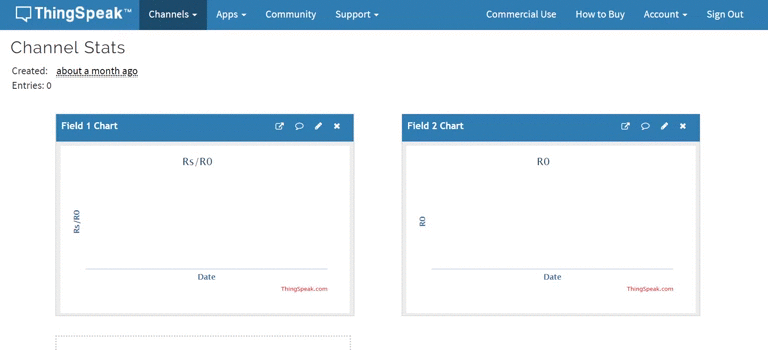 ThingSpeak™ Channels Apps Community Support Commercial Use How to Buy Account Sign Out
Channel Stats
Created: about a month ago
Entries: 0
Field 1 Chart
Rs/R0
Rs/R0
Date
ThingSpeak.com
Field 2 Chart
R0
R0
Date
ThingSpeak.com